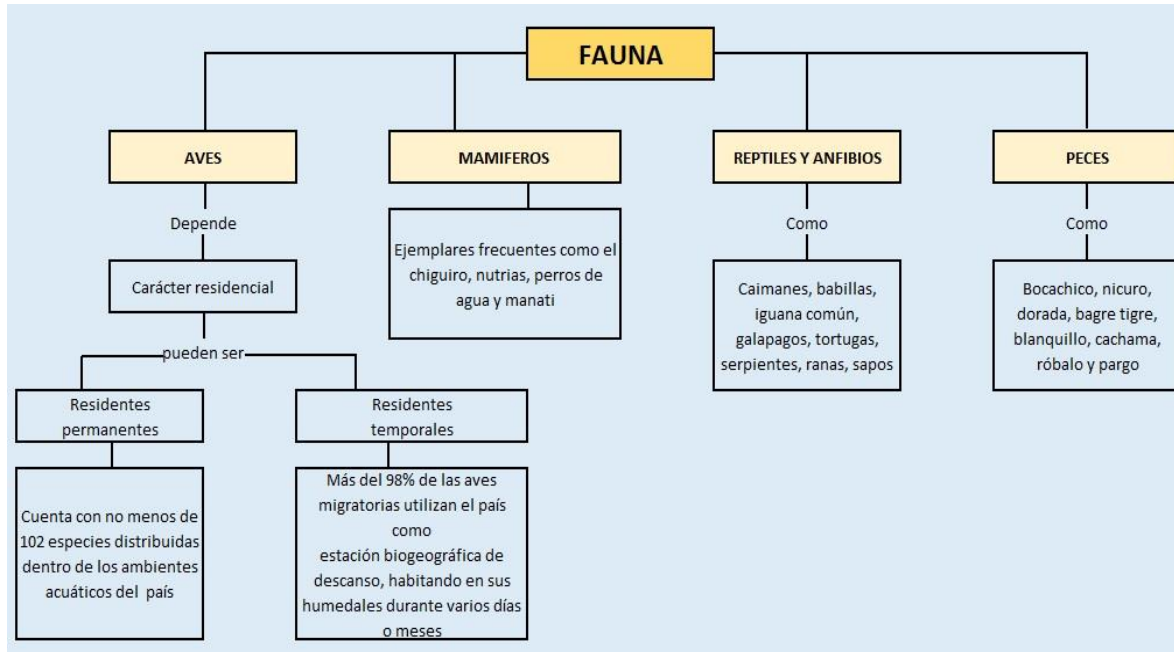 FAUNA
AVES
Depende
Carácter residencial
pueden ser
Residentes
permanentes
Cuenta con no menos de
102 especies distribuidas
dentro de los ambientes
acuáticos del país
Residentes
temporales
Más del 98% de las aves
migratorias utilizan el país
como
estación biogeográfica de
descanso, habitando en sus
humedales durante varios días
o meses
MAMIFEROS
Ejemplares frecuentes como el
chiguiro, nutrias, perros de
agua y manati
REPTILES Y ANFIBIOS
Como
Caimanes, babillas,
iguana común,
galapagos, tortugas,
serpientes, ranas, sapos
PECES
Como
Bocachico, nicuro,
dorada, bagre tigre,
blanquillo, cachama,
róbalo y pargo